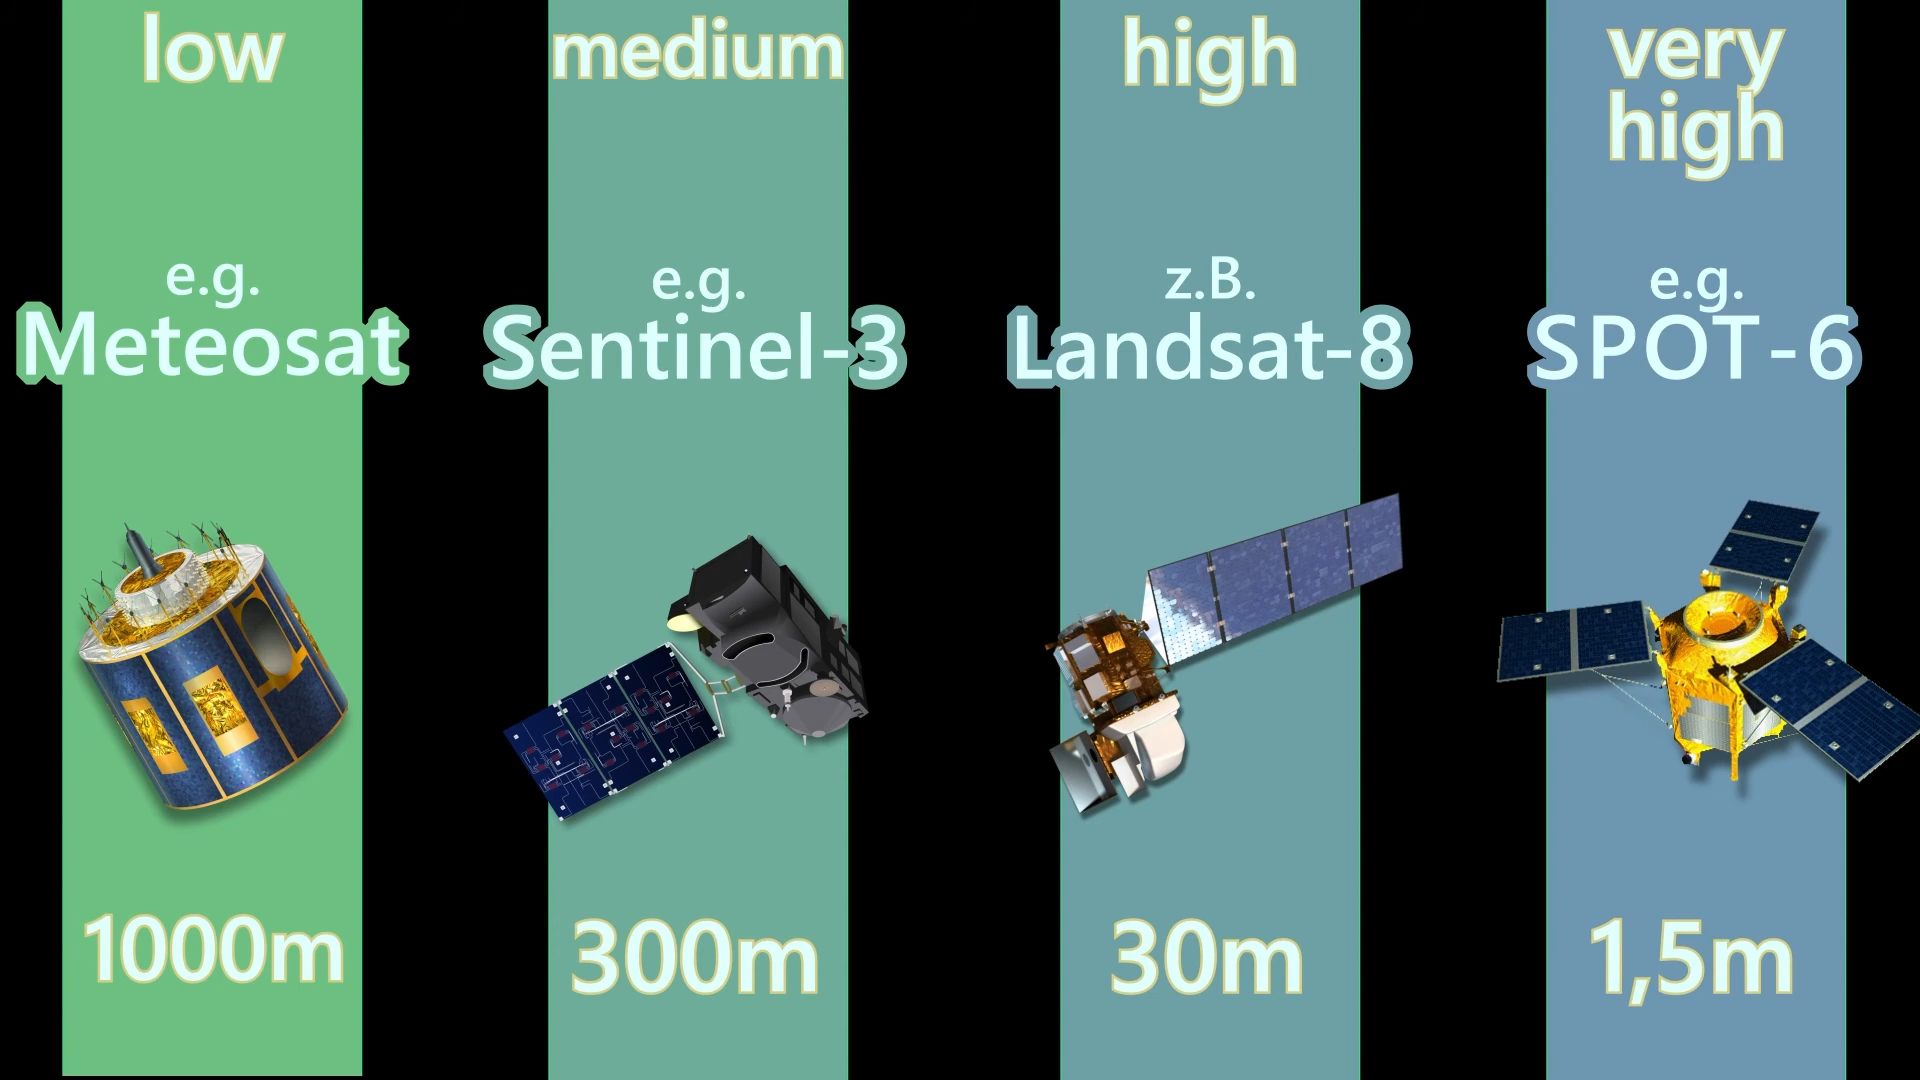 low
e.g.
Meteosat
1000m
medium
e.g.
Sentinel-3
300m
high
z.B.
Landsat-8
30m
very
high
e.g.
SPOT-6
1,5m